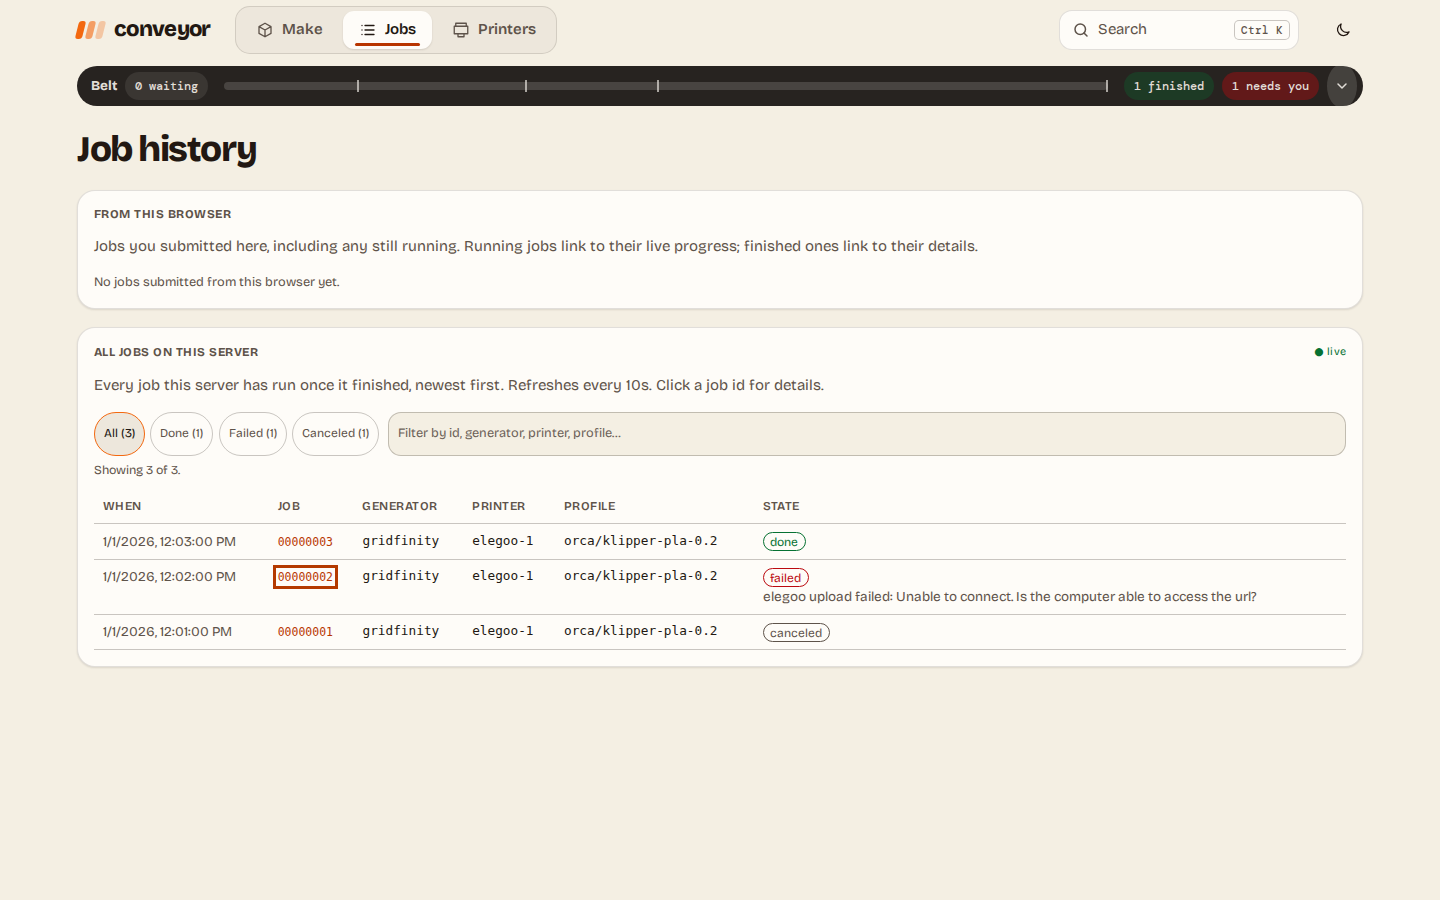 conveyor
Make
Jobs
Printers
Search
Ctrl K
Belt
0 waiting
1 finished
1 needs you
Job history
FROM THIS BROWSER
Jobs you submitted here, including any still running. Running jobs link to their live progress; finished ones link to their details.
No jobs submitted from this browser yet.
ALL JOBS ON THIS SERVER
live
Every job this server has run once it finished, newest first. Refreshes every 10s. Click a job id for details.
All (3)
Done (1)
Failed (1)
Canceled (1)
Filter by id, generator, printer, profile...
Showing 3 of 3.
WHEN JOB GENERATOR PRINTER PROFILE STATE
1/1/2026, 12:03:00 PM 00000003 gridfinity elegoo-1 orca/klipper-pla-0.2 done
1/1/2026, 12:02:00 PM 00000002 gridfinity elegoo-1 orca/klipper-pla-0.2 failed
elegoo upload failed: Unable to connect. Is the computer able to access the url?
1/1/2026, 12:01:00 PM 00000001 gridfinity elegoo-1 orca/klipper-pla-0.2 canceled